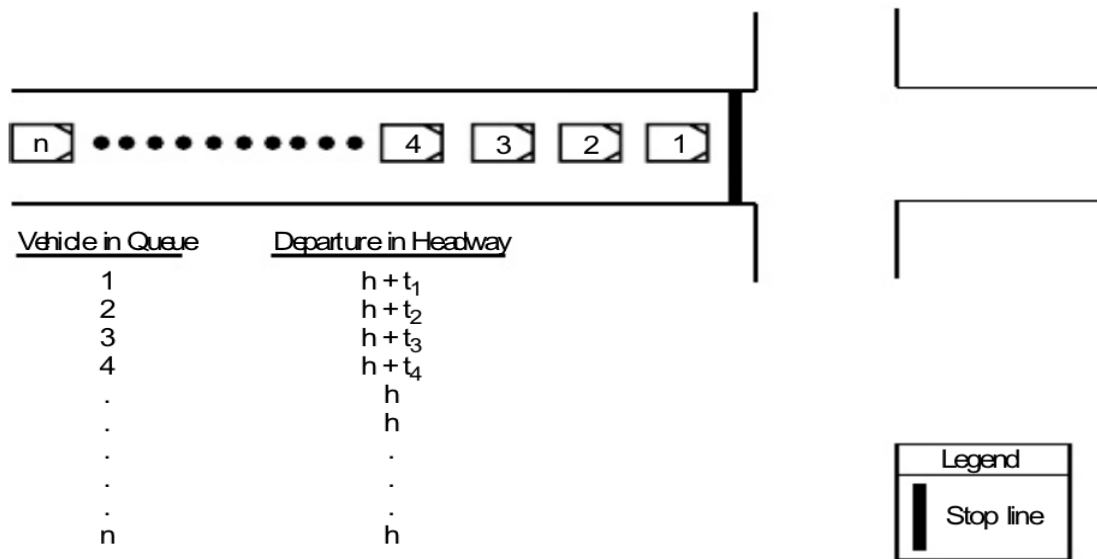 n 4 3 2 1
Vehicle in Queue Departure in Headway
1 h + t₁
2 h + t₂
3 h + t₃
4 h + t₄
. h
. h
. .
. .
. .
n h
Legend
Stop line